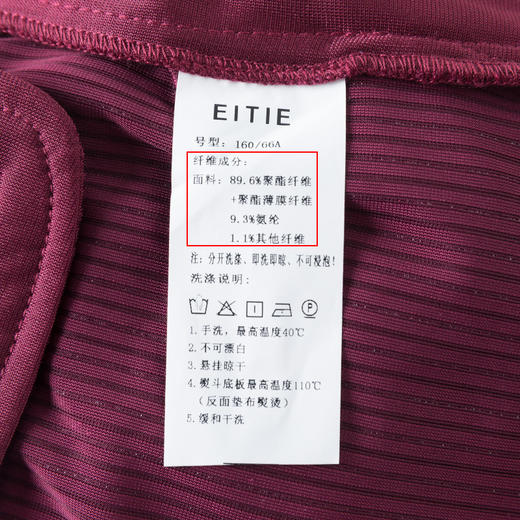 EITIE
号型: 160/66A
纤维成分:
面料: 89.6%聚酯纤维
+聚酯薄膜纤维
9.3%氨纶
1.1%其他纤维
注:分开洗涤、即洗即晾、不可浸泡!
洗涤说明:
1.手洗,最高温度40℃
2.不可漂白
3.悬挂晾干
4.熨斗底板最高温度110℃
(反面垫布熨烫)
5.缓和干洗